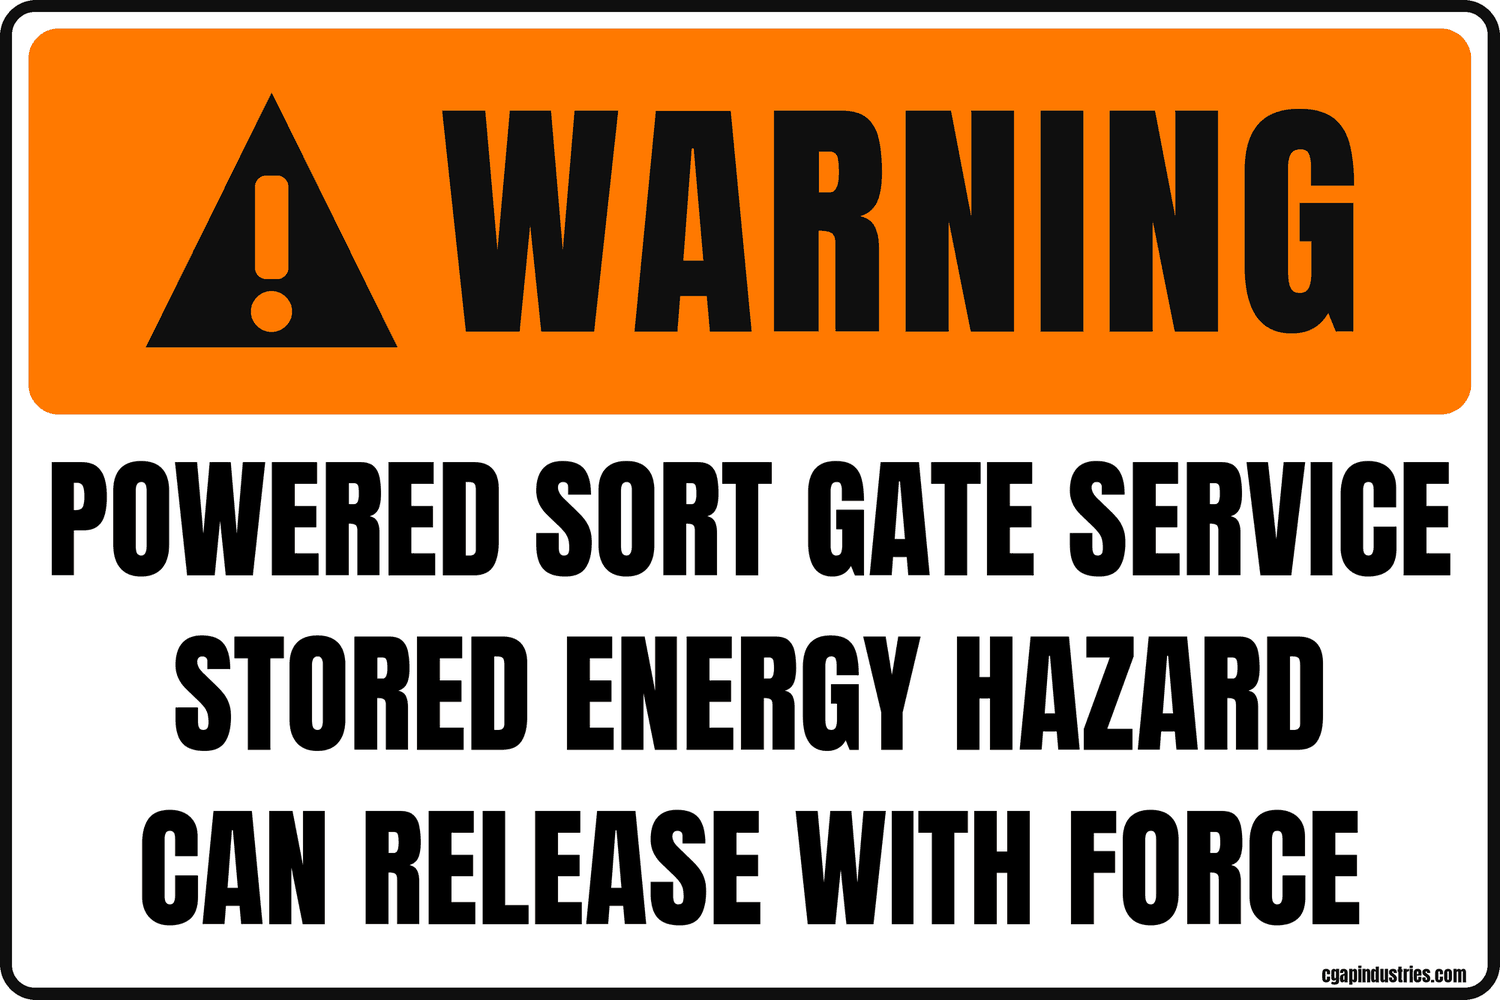 WARNING
POWERED SORT GATE SERVICE
STORED ENERGY HAZARD
CAN RELEASE WITH FORCE
cgapindustries.com